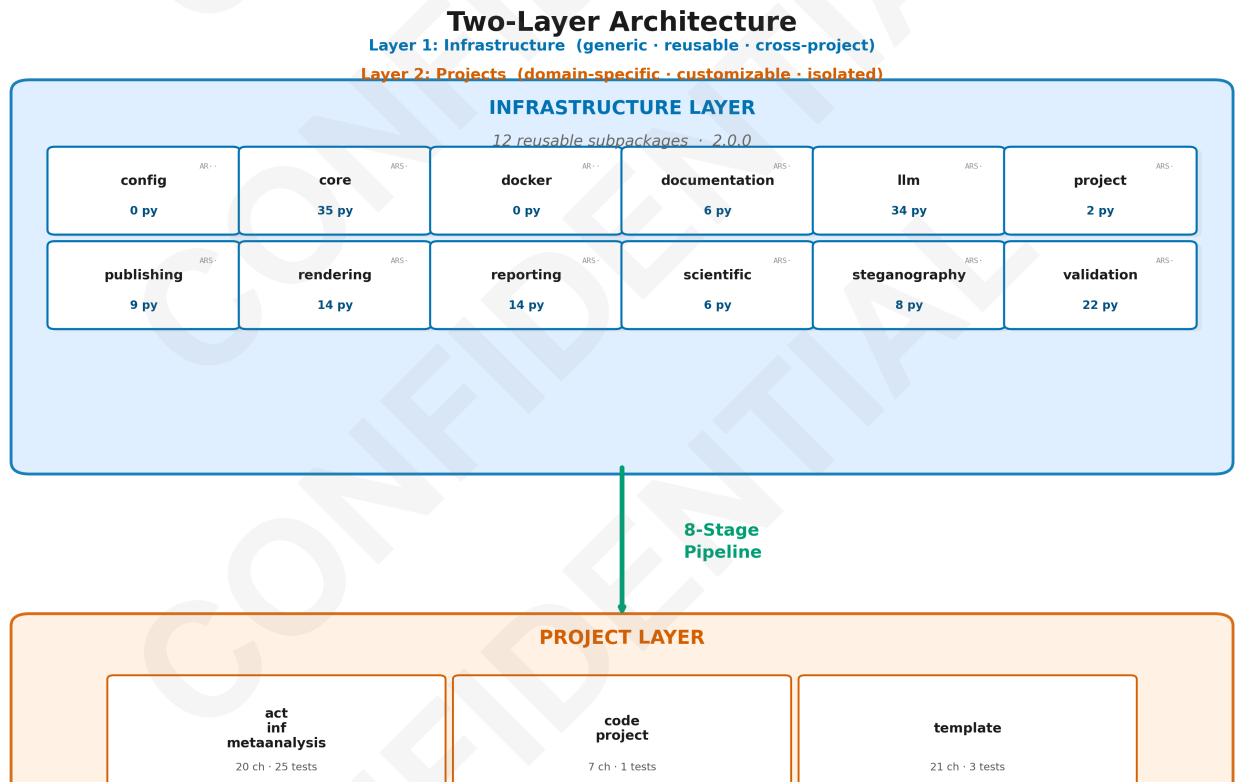 Two-Layer Architecture
Layer 1: Infrastructure (generic · reusable · cross-project)
Layer 2: Projects (domain-specific · customizable · isolated)
INFRASTRUCTURE LAYER
12 reusable subpackages · 2.0.0
AR··
config
0 py
ARS·
core
35 py
AR··
docker
0 py
ARS·
documentation
6 py
ARS·
llm
34 py
ARS·
project
2 py
ARS·
publishing
9 py
ARS·
rendering
14 py
ARS·
reporting
14 py
ARS·
scientific
6 py
ARS·
steganography
8 py
ARS·
validation
22 py
8-Stage
Pipeline
PROJECT LAYER
act
inf
metaanalysis
20 ch · 25 tests
code
project
7 ch · 1 tests
template
21 ch · 3 tests
CONFIDENTIAL
CONFIDENTIAL